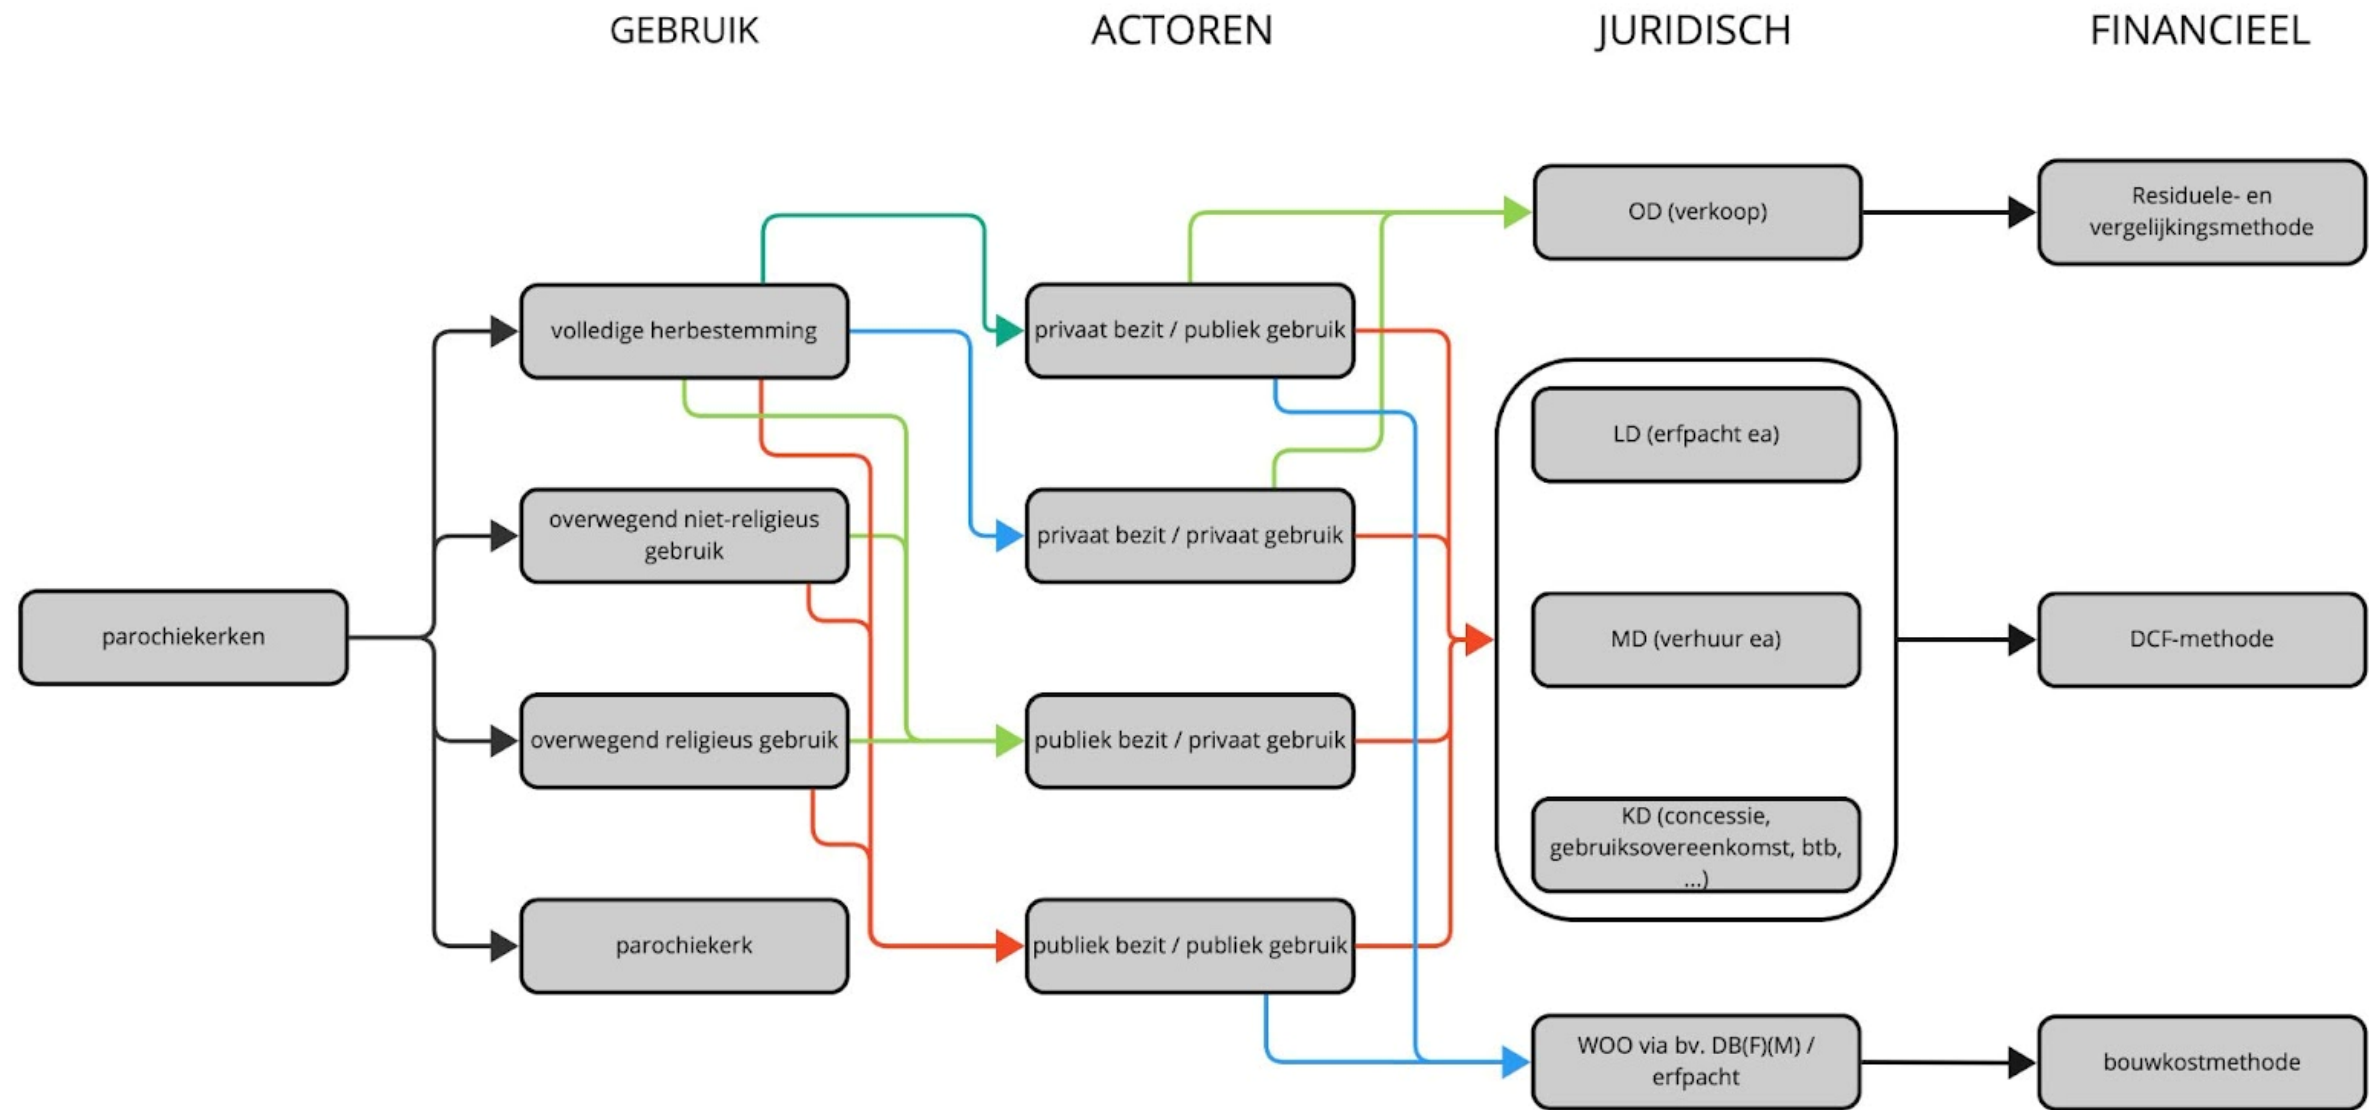 GEBRUIK
ACTOREN
JURIDISCH
FINANCIEEL
OD (verkoop)
Residuele- en
vergelijkingsmethode
volledige herbestemming
privaat bezit / publiek gebruik
LD (erfpacht ea)
overwegend niet-religieus
gebruik
privaat bezit / privaat gebruik
parochiekerken
MD (verhuur ea)
DCF-methode
overwegend religieus gebruik
publiek bezit / privaat gebruik
KD (concessie,
gebruiksovereenkomst, btb,
...)
parochiekerk
publiek bezit / publiek gebruik
WOO via bv. DB(F)(M) /
erfpacht
bouwkostmethode